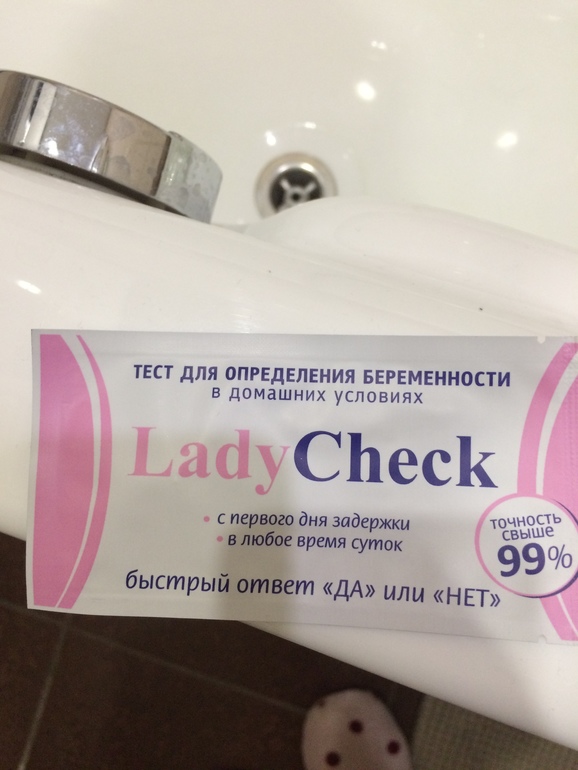 ТЕСТ ДЛЯ ОПРЕДЕЛЕНИЯ БЕРЕМЕННОСТИ
в домашних условиях
LadyCheck
• с первого дня задержки
• в любое время суток
точность
свыше
99%
быстрый ответ «ДА» или «НЕТ»